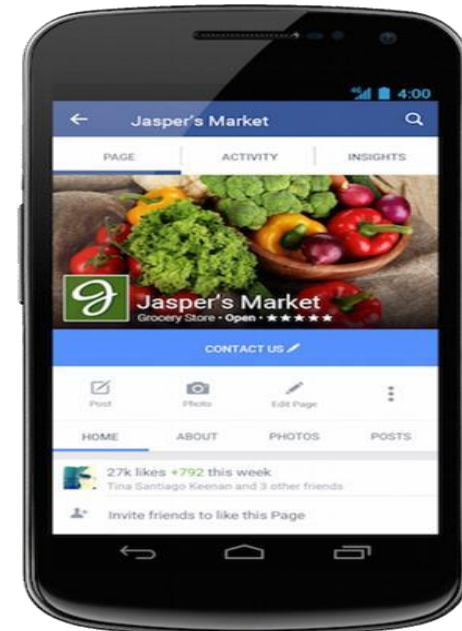 4G 4:00
Jasper's Market
PAGE ACTIVITY INSIGHTS
Jasper's Market
Grocery Store • Open • ★★★★★
CONTACT US
Post Photo Edit Page
HOME ABOUT PHOTOS POSTS
27k likes +792 this week
Tina Santiago Keenan and 3 other friends
Invite friends to like this Page